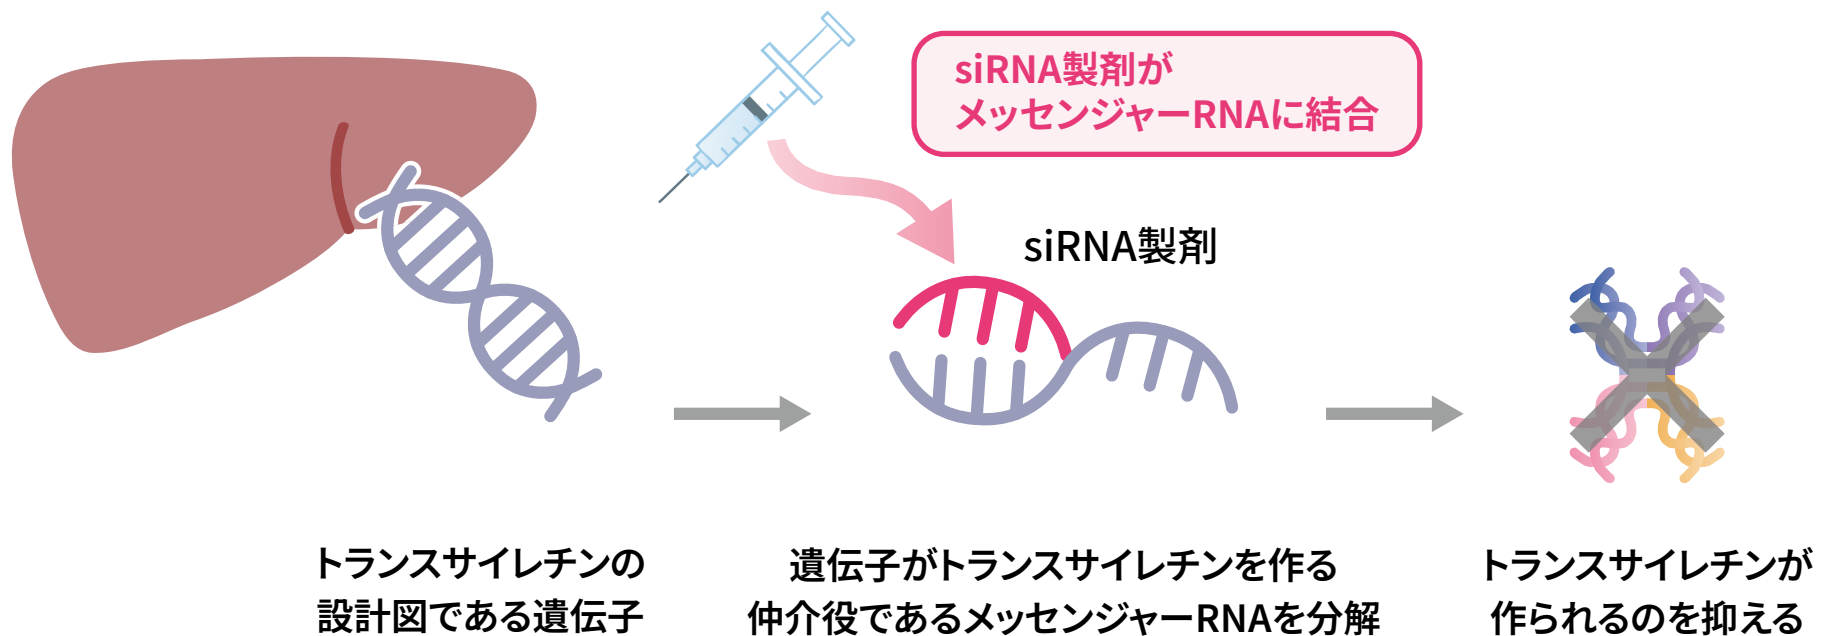 siRNA製剤が
メッセンジャーRNAに結合
siRNA製剤
トランスサイレチンの
設計図である遺伝子
遺伝子がトランスサイレチンを作る
仲介役であるメッセンジャーRNAを分解
トランスサイレチンが
作られるのを抑える